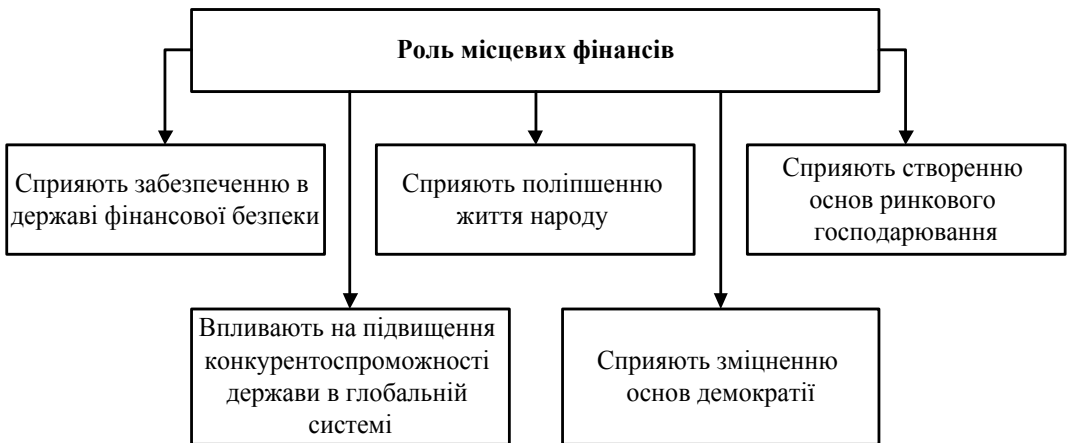 Роль місцевих фінансів
Сприяють забезпеченню в
державі фінансової безпеки
Сприяють поліпшенню
життя народу
Сприяють створенню
основ ринкового
господарювання
Впливають на підвищення
конкурентоспроможності
держави в глобальній
системі
Сприяють зміцненню
основ демократії